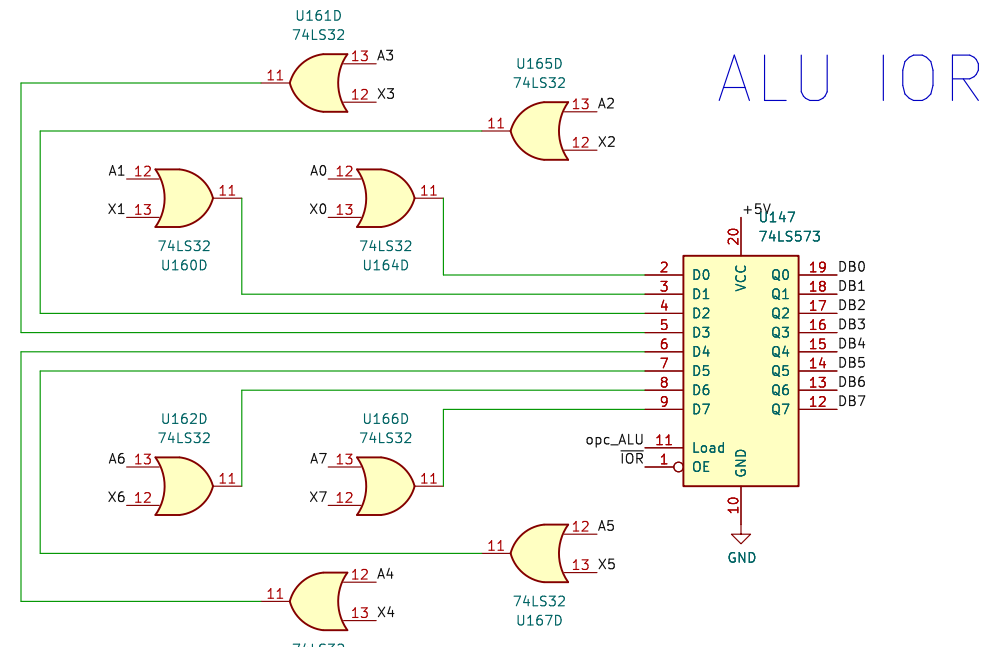 U161D
74LS32
11
13
A3
12
X3
U165D
74LS32
11
13
A2
12
X2
ALU IOR
A1
12
X1
13
11
74LS32
U160D
A0
12
X0
13
11
74LS32
U164D
+5V
U147
74LS573
20
VCC
2 D0 Q0 19 DB0
3 D1 Q1 18 DB1
4 D2 Q2 17 DB2
5 D3 Q3 16 DB3
6 D4 Q4 15 DB4
7 D5 Q5 14 DB5
8 D6 Q6 13 DB6
9 D7 Q7 12 DB7
opc_ALU 11 Load
IOR 1 OE
GND
10
GND
U162D
74LS32
A6
13
X6
12
11
U166D
74LS32
A7
13
X7
12
11
11
12
A5
13
X5
74LS32
U167D
11
12
A4
13
X4
74LS32